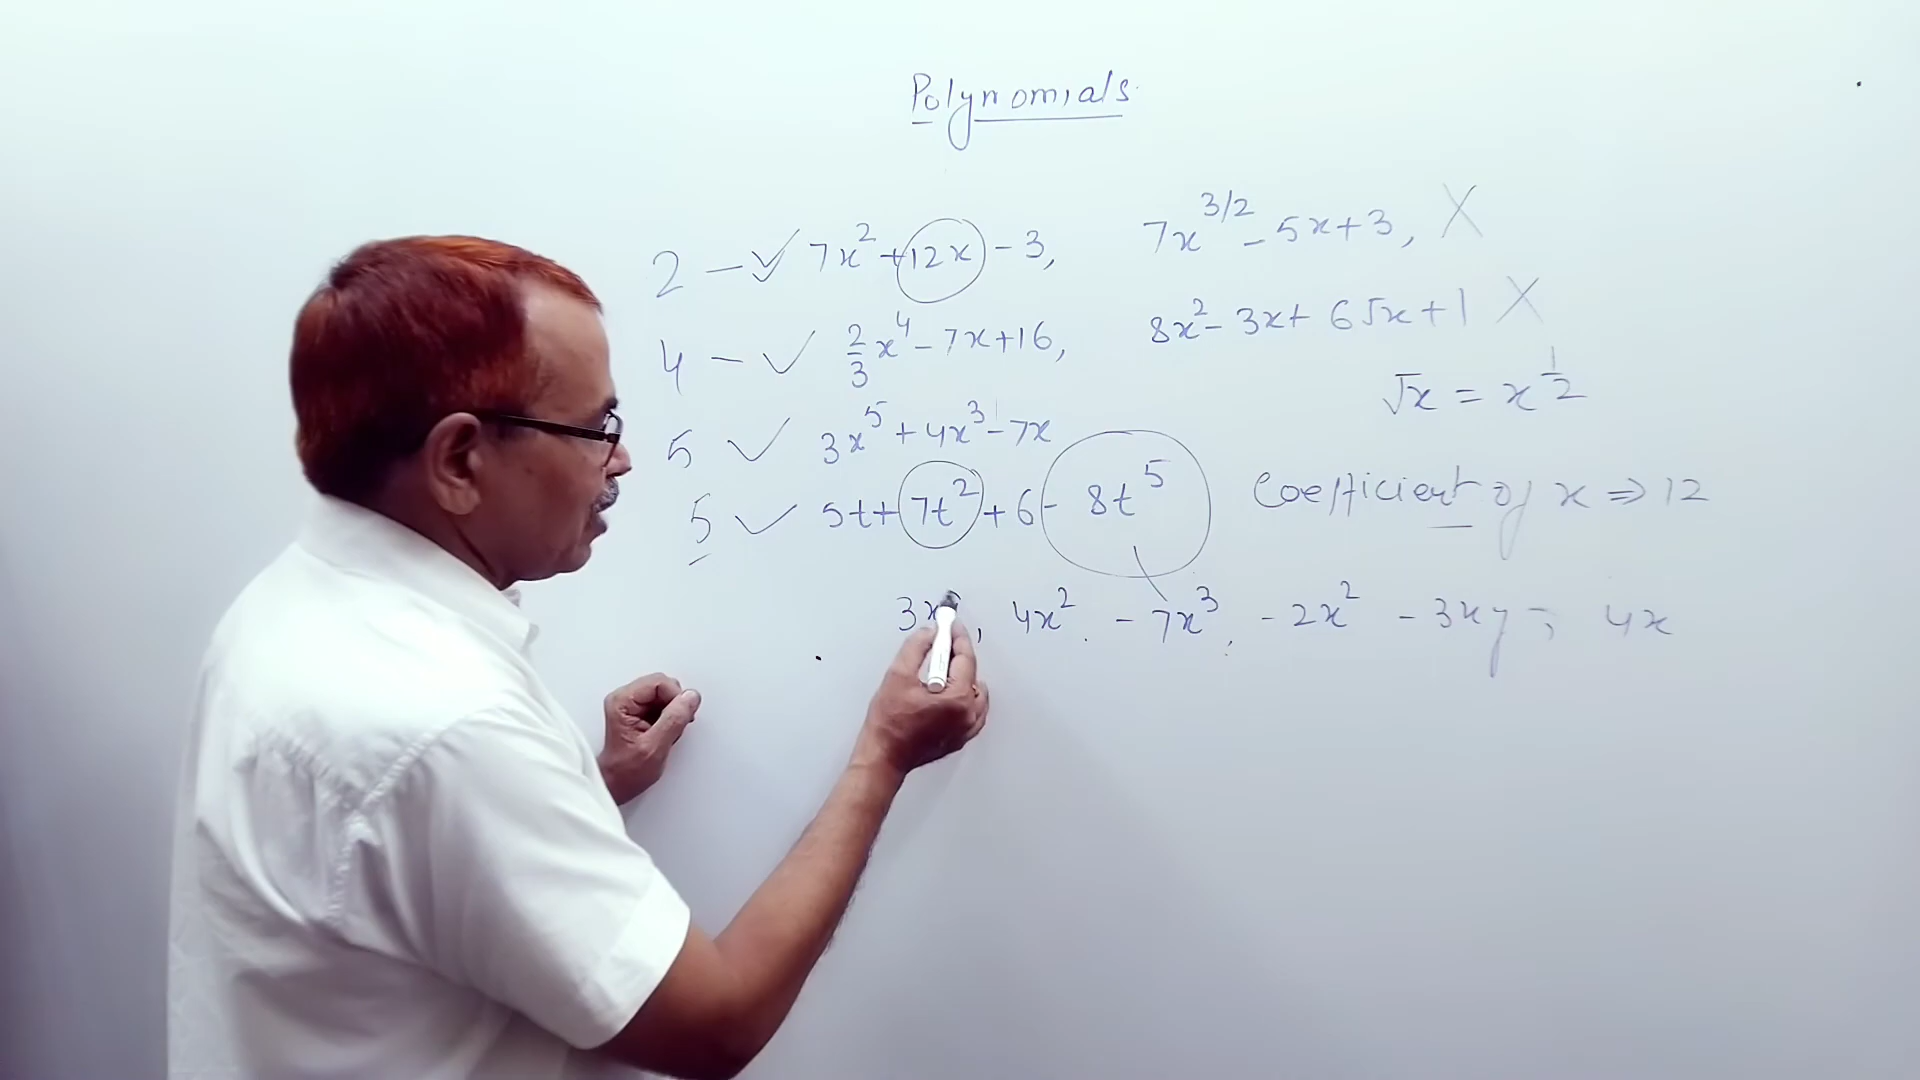 Polynomials.
2 – ✓ 7x² + 12x – 3, 7x^{3/2} – 5x + 3, X
4 – ✓ 2/3 x⁴ – 7x + 16, 8x² – 3x + 6√x + 1 X
√x = x^{1/2}
5 ✓ 3x⁵ + 4x³ – 7x
5 ✓ 5t + 7t² + 6 – 8t⁵ Coefficient of x ⇒ 12
4x², – 7x³, – 2x² – 3xy 4x